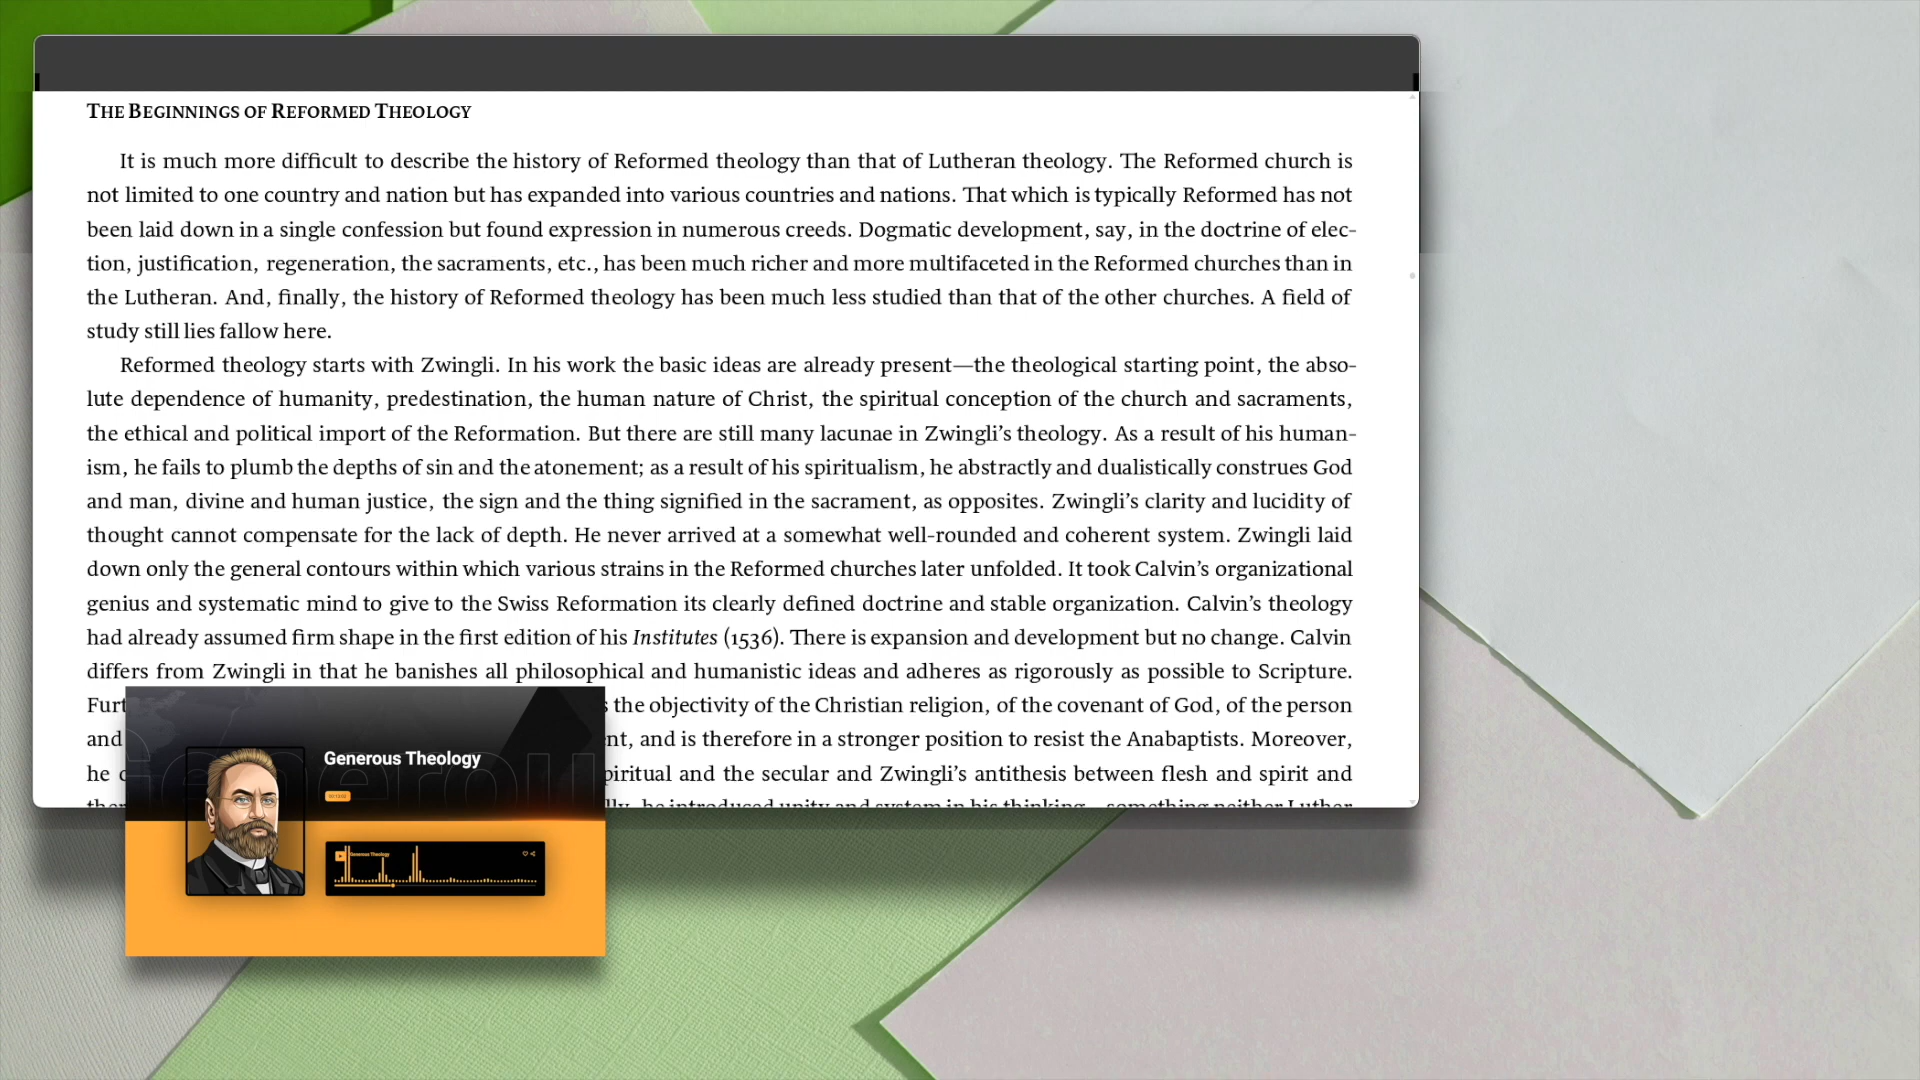 THE BEGINNINGS OF REFORMED THEOLOGY
It is much more difficult to describe the history of Reformed theology than that of Lutheran theology. The Reformed church is
not limited to one country and nation but has expanded into various countries and nations. That which is typically Reformed has not
been laid down in a single confession but found expression in numerous creeds. Dogmatic development, say, in the doctrine of elec-
tion, justification, regeneration, the sacraments, etc., has been much richer and more multifaceted in the Reformed churches than in
the Lutheran. And, finally, the history of Reformed theology has been much less studied than that of the other churches. A field of
study still lies fallow here.
Reformed theology starts with Zwingli. In his work the basic ideas are already present—the theological starting point, the abso-
lute dependence of humanity, predestination, the human nature of Christ, the spiritual conception of the church and sacraments,
the ethical and political import of the Reformation. But there are still many lacunae in Zwingli’s theology. As a result of his human-
ism, he fails to plumb the depths of sin and the atonement; as a result of his spiritualism, he abstractly and dualistically construes God
and man, divine and human justice, the sign and the thing signified in the sacrament, as opposites. Zwingli’s clarity and lucidity of
thought cannot compensate for the lack of depth. He never arrived at a somewhat well-rounded and coherent system. Zwingli laid
down only the general contours within which various strains in the Reformed churches later unfolded. It took Calvin’s organizational
genius and systematic mind to give to the Swiss Reformation its clearly defined doctrine and stable organization. Calvin’s theology
had already assumed firm shape in the first edition of his Institutes (1536). There is expansion and development but no change. Calvin
differs from Zwingli in that he banishes all philosophical and humanistic ideas and adheres as rigorously as possible to Scripture.
the objectivity of the Christian religion, of the covenant of God, of the person
and and is therefore in a stronger position to resist the Anabaptists. Moreover,
he and the secular and Zwingli’s antithesis between flesh and spirit and
he introduced unity and system in his thinking—something neither Luther
Generous Theology
Generous Theology